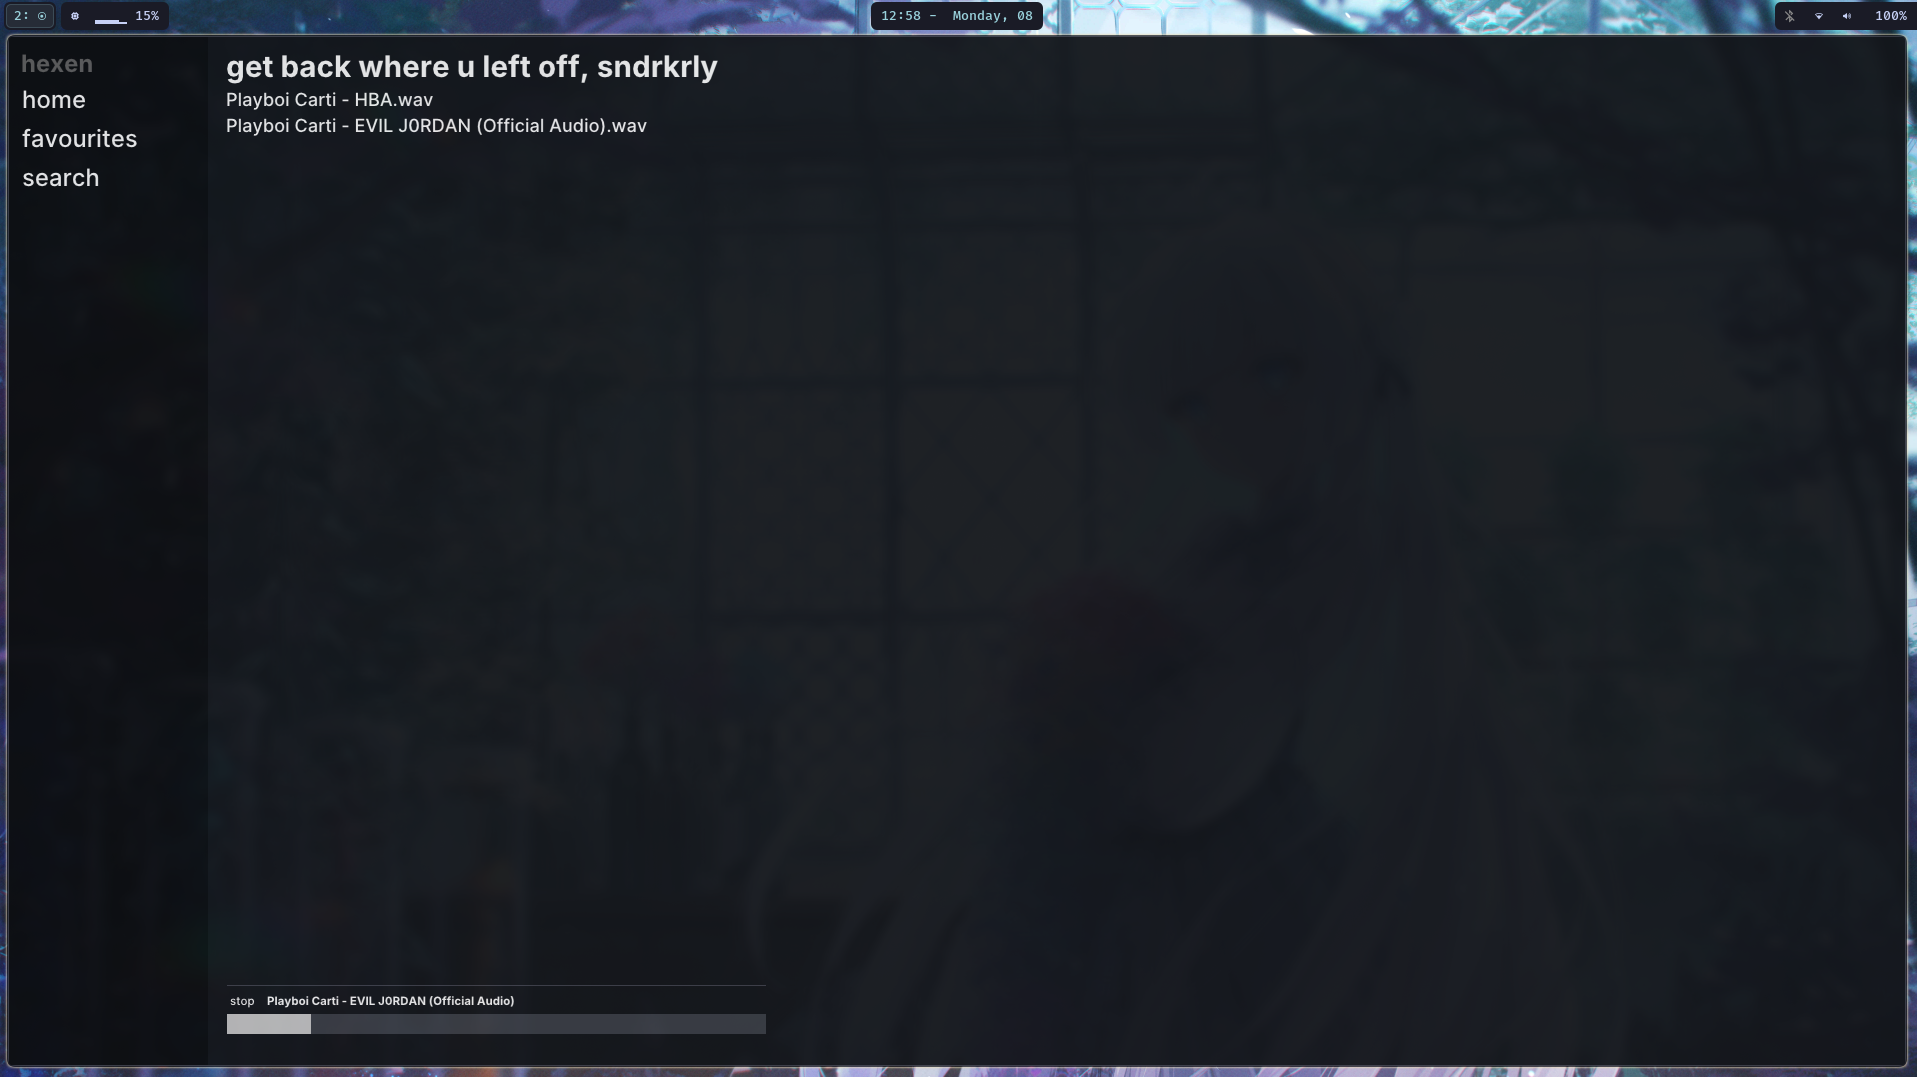 2:
15%
12:58 - Monday, 08
100%
hexen
home
favourites
search
get back where u left off, sndrkrly
Playboi Carti - HBA.wav
Playboi Carti - EVIL J0RDAN (Official Audio).wav
stop Playboi Carti - EVIL J0RDAN (Official Audio)